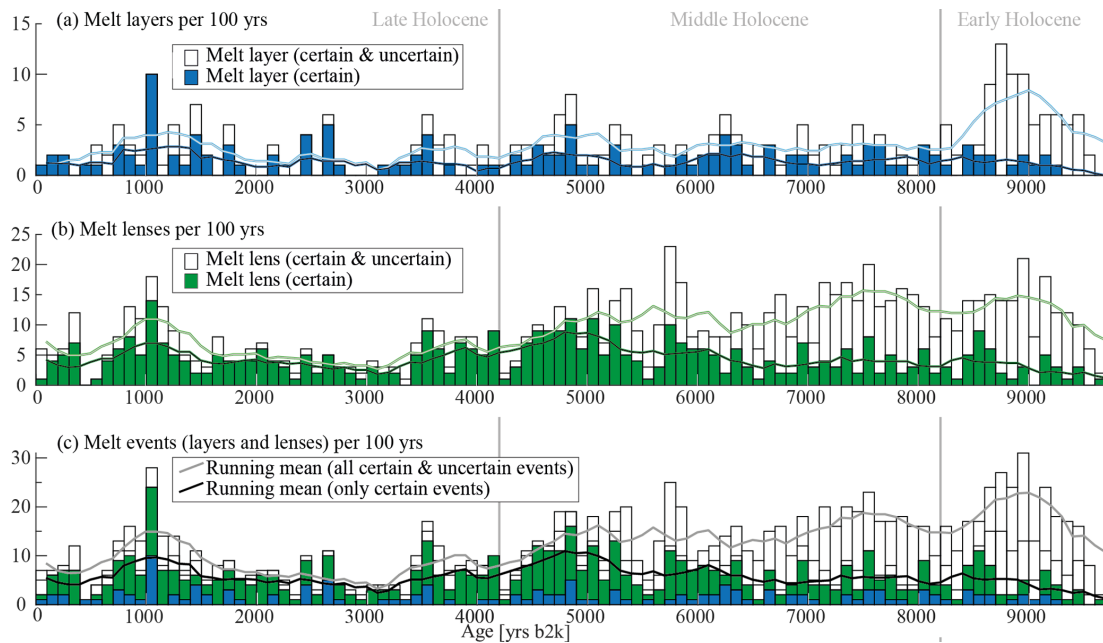 (a) Melt layers per 100 yrs
Late Holocene
Middle Holocene
Early Holocene
Melt layer (certain & uncertain)
Melt layer (certain)
15
10
5
0
0 1000 2000 3000 4000 5000 6000 7000 8000 9000
(b) Melt lenses per 100 yrs
Melt lens (certain & uncertain)
Melt lens (certain)
25
20
15
10
5
0
0 1000 2000 3000 4000 5000 6000 7000 8000 9000
(c) Melt events (layers and lenses) per 100 yrs
Running mean (all certain & uncertain events)
Running mean (only certain events)
30
20
10
0
0 1000 2000 3000 4000 5000 6000 7000 8000 9000
Age [yrs b2k]